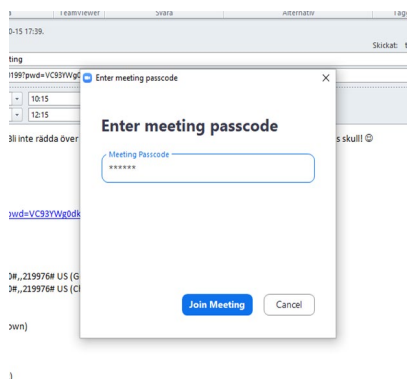 TeamViewer Svara Alternativ
0-15 17:39.
Skickat:
ting
199?pwd=VC93YWg0
10:15
12:15
Enter meeting passcode
Bli inte rädda över
s skull! ☺
Enter meeting passcode
Meeting Passcode
******
pwd=VC93YWg0dk
0#,,219976# US (G
0#,,219976# US (C
Join Meeting Cancel
own)
)